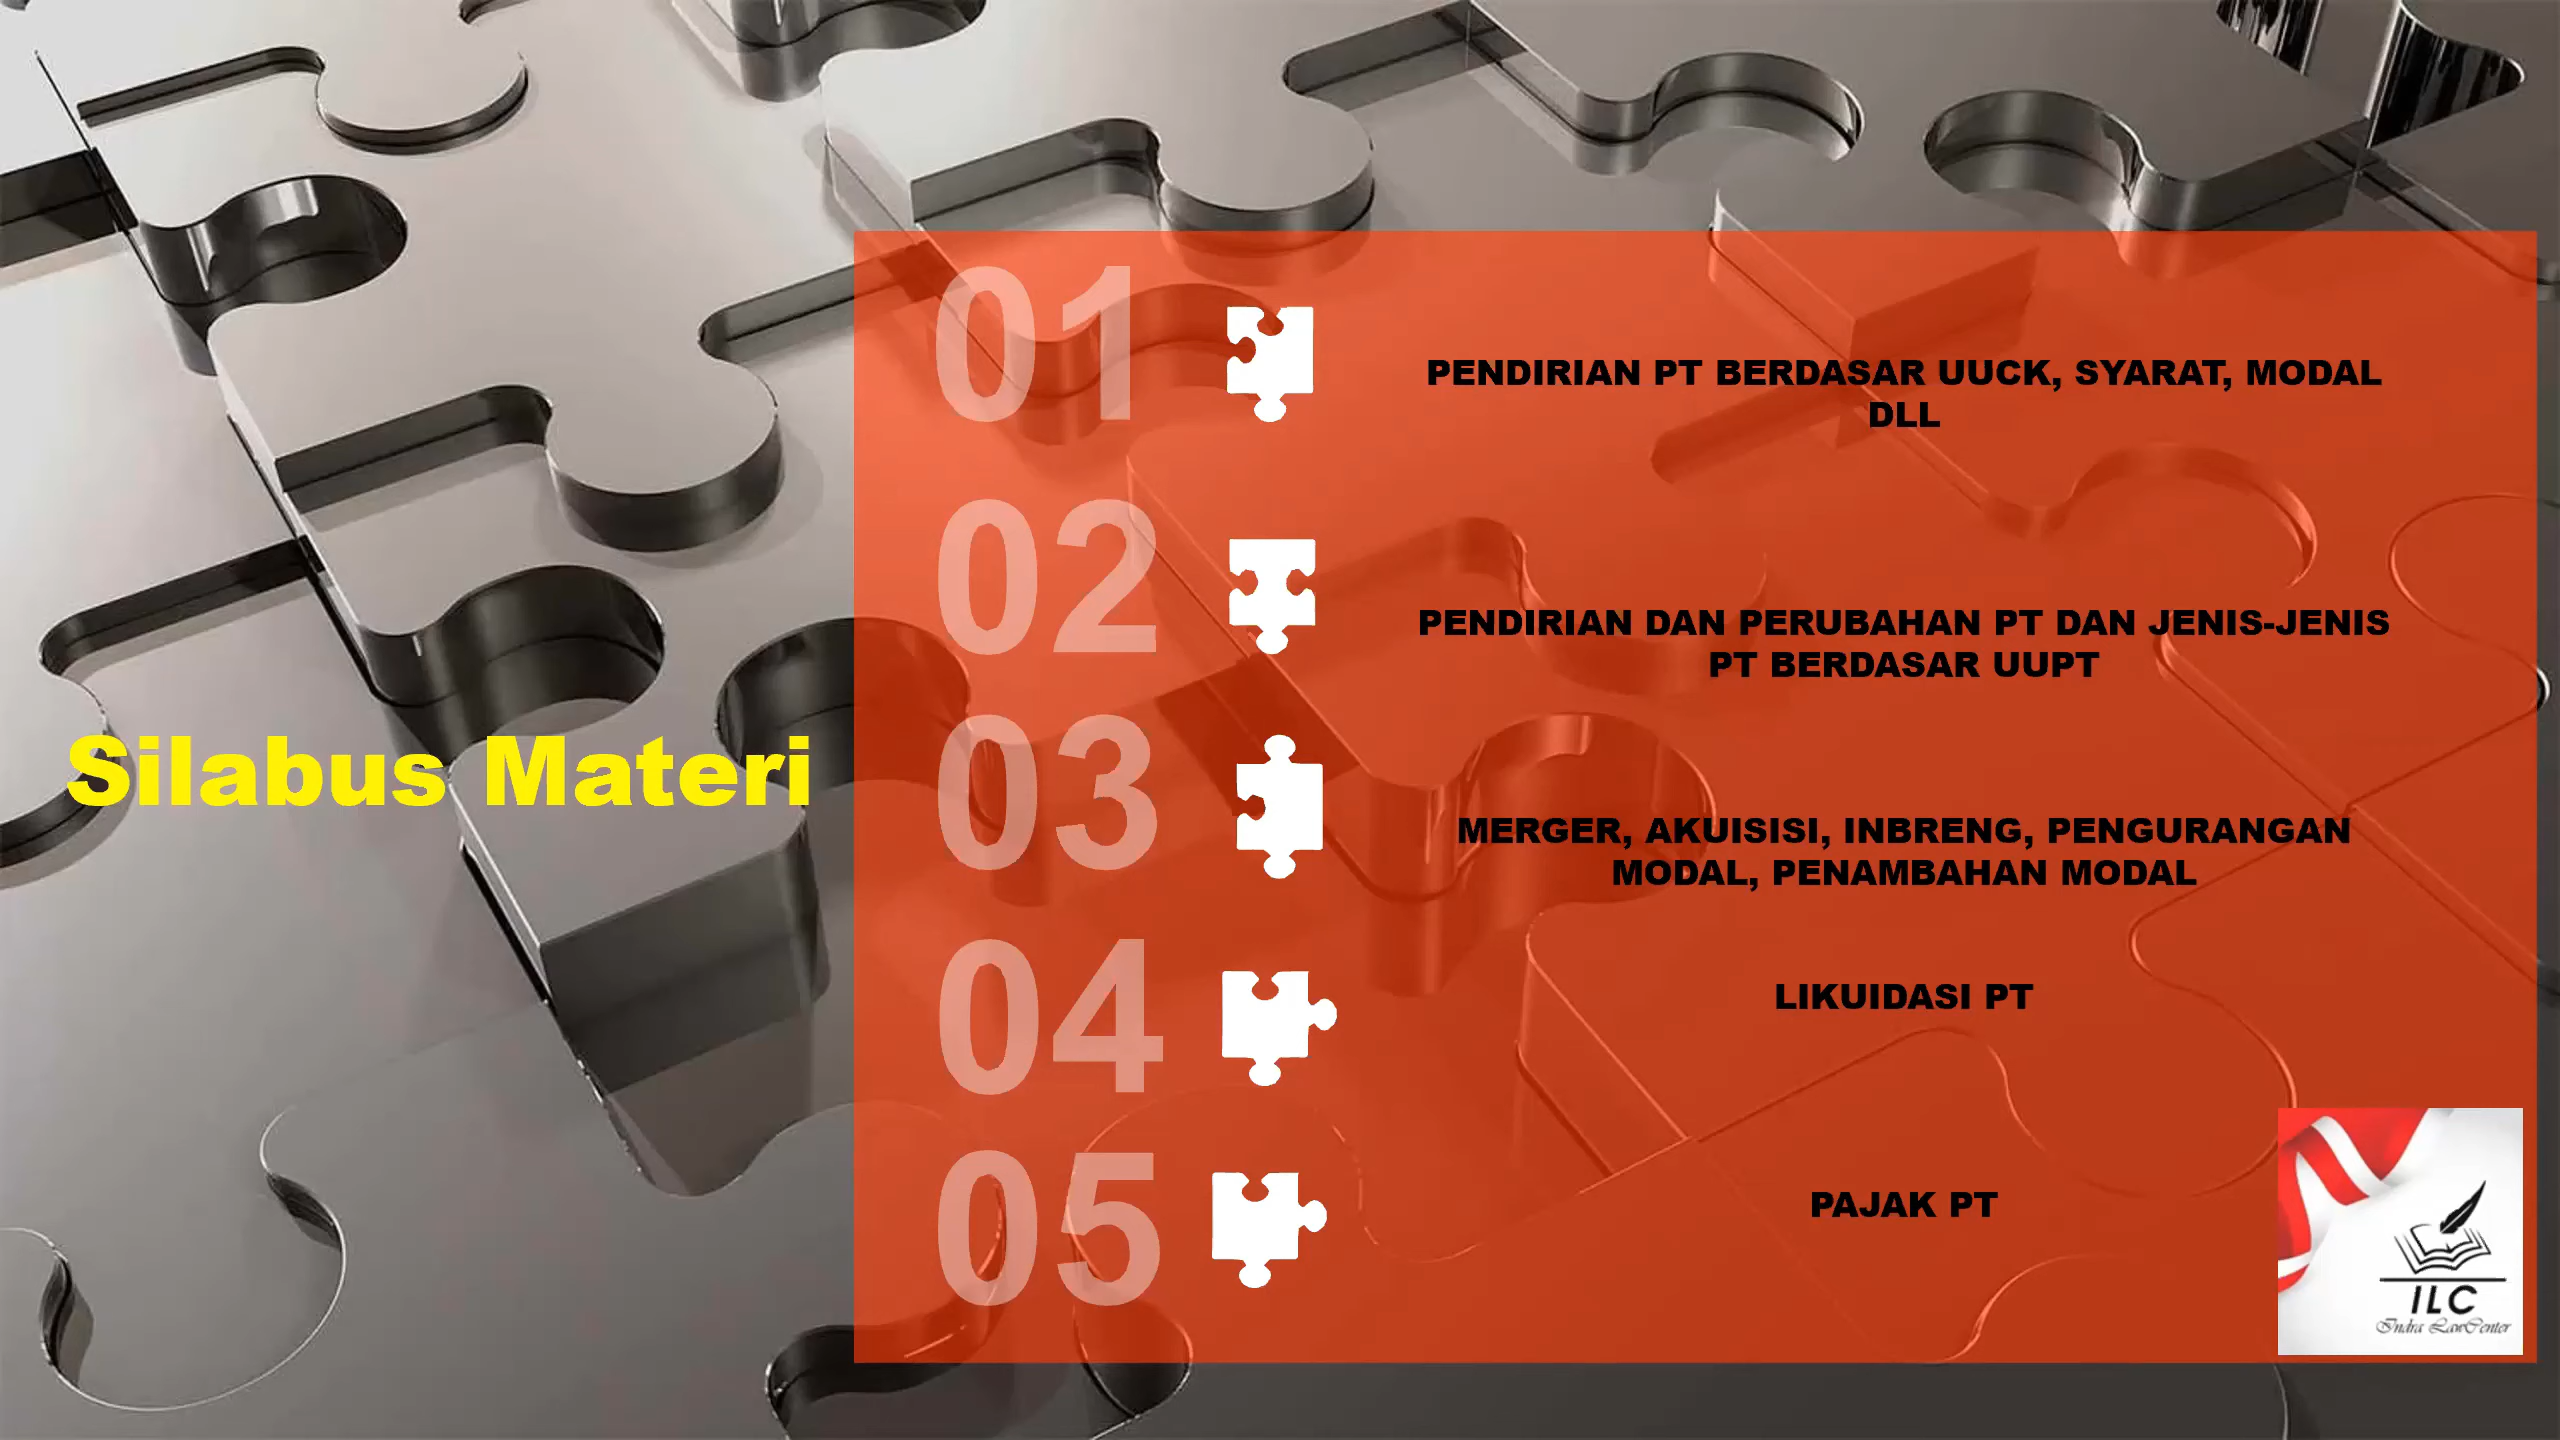 Silabus Materi
01
PENDIRIAN PT BERDASAR UUCK, SYARAT, MODAL
DLL
02
PENDIRIAN DAN PERUBAHAN PT DAN JENIS-JENIS
PT BERDASAR UUPT
03
MERGER, AKUISISI, INBRENG, PENGURANGAN
MODAL, PENAMBAHAN MODAL
04
LIKUIDASI PT
05
PAJAK PT
ILC
Indra LawCenter